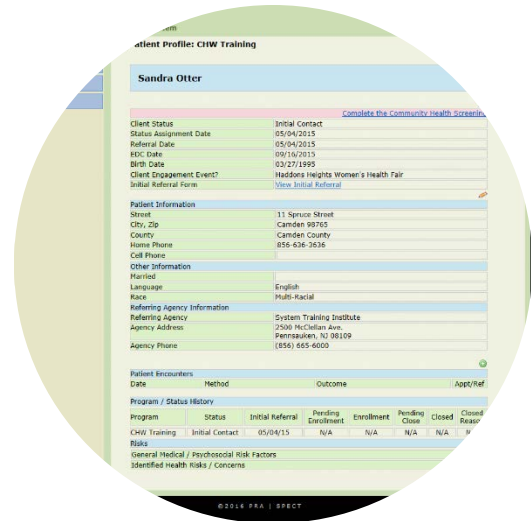 atient Profile: CHW Training
Sandra Otter
Complete the Community Health Screening
Client Status Initial Contact
Status Assignment Date 05/04/2015
Referral Date 05/04/2015
EDC Date 09/16/2015
Birth Date 03/27/1995
Client Engagement Event? Haddons Heights Women's Health Fair
Initial Referral Form View Initial Referral
Patient Information
Street 11 Spruce Street
City, Zip Camden 98765
County Camden County
Home Phone 856-636-3636
Cell Phone
Other Information
Married
Language English
Race Multi-Racial
Referring Agency Information
Referring Agency System Training Institute
Agency Address 2500 McClellan Ave.
Pennsauken, NJ 08109
Agency Phone (856) 665-6000
Patient Encounters
Date Method Outcome Appt/Ref
Program / Status History
Program Status Initial Referral Pending Enrollment Enrollment Pending Close Closed Closed Reason
CHW Training Initial Contact 05/04/15 N/A N/A N/A N/A
Risks
General Medical / Psychosocial Risk Factors
Identified Health Risks / Concerns
©2016 PRA | SPECT